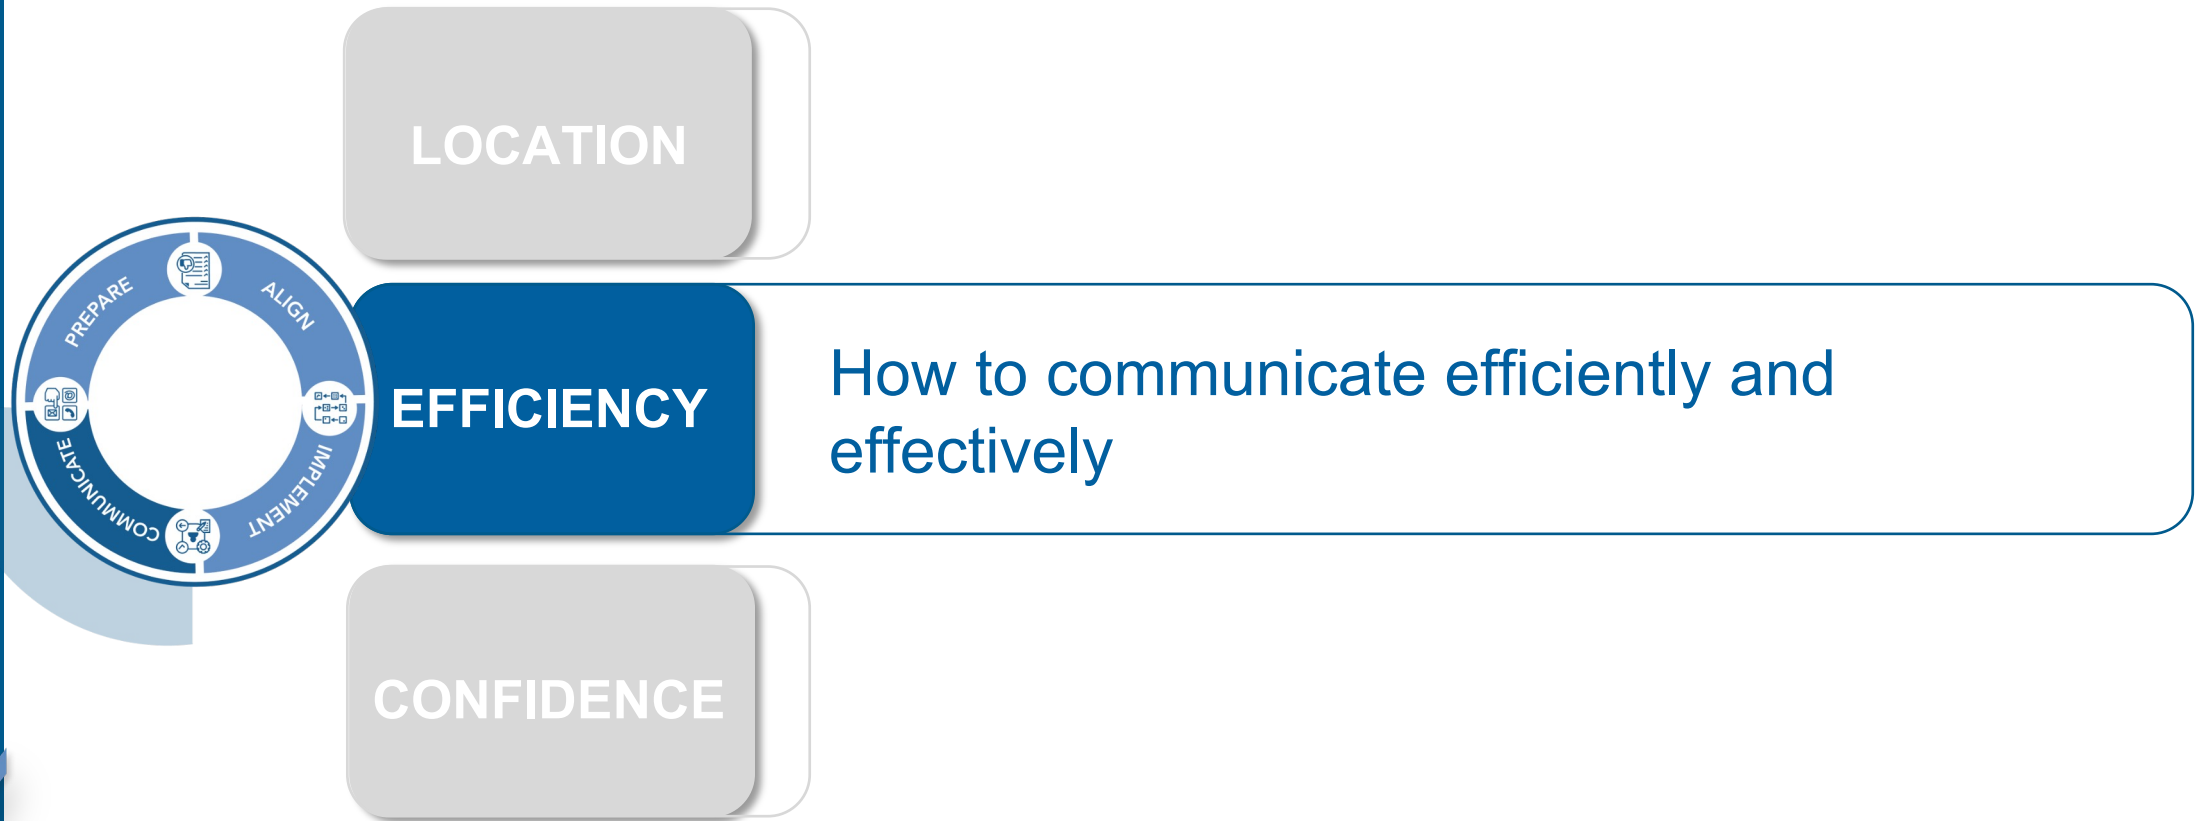 LOCATION
PREPARE
ALIGN
EFFICIENCY
How to communicate efficiently and
effectively
COMMUNICATE
IMPLEMENT
CONFIDENCE